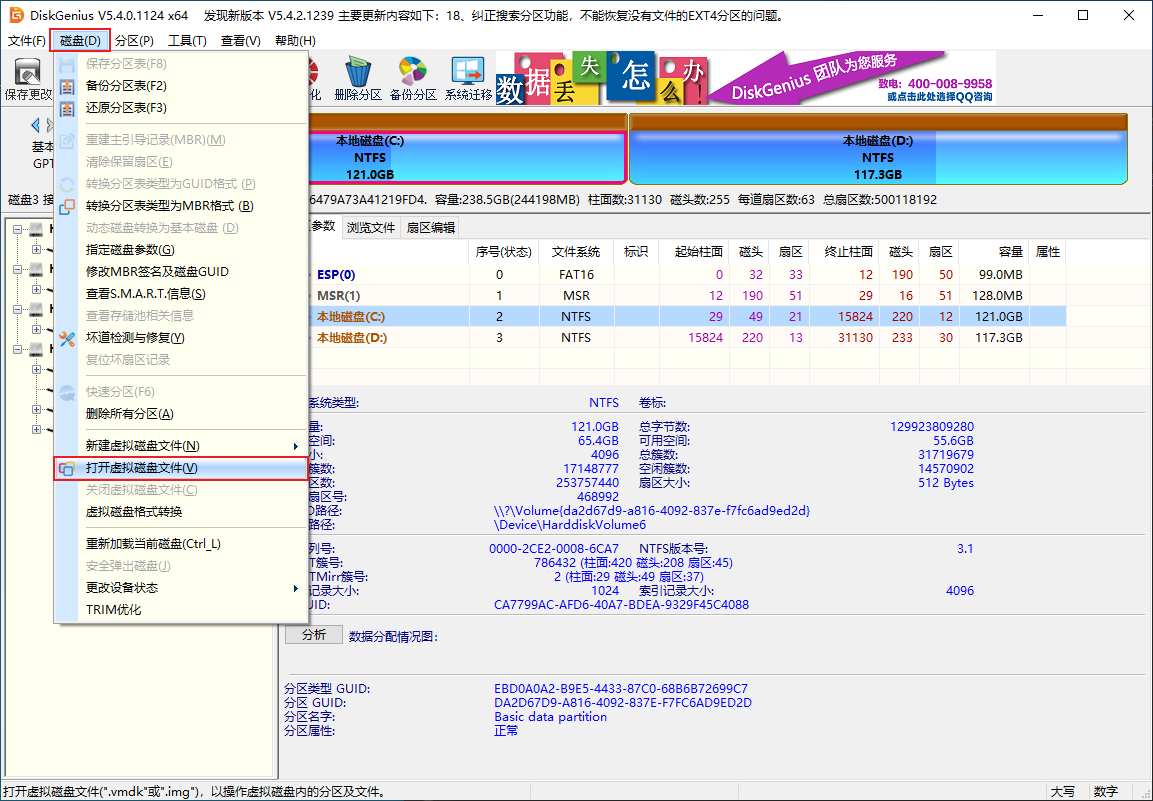 DiskGenius V5.4.0.1124 x64 发现新版本 V5.4.2.1239 主要更新内容如下：18、纠正搜索分区功能，不能恢复没有文件的EXT4分区的问题。
文件(F) 磁盘(D) 分区(P) 工具(T) 查看(V) 帮助(H)
保存更改 化 删除分区 备份分区 系统迁移
数据丢失怎么办!
DiskGenius 团队为您服务
致电：400-008-9958
或点击此处选择QQ咨询
保存分区表(F8)
备份分区表(F2)
还原分区表(F3)
重建主引导记录(MBR)(M)
清除保留扇区(E)
转换分区表类型为GUID格式 (P)
转换分区表类型为MBR格式 (B)
动态磁盘转换为基本磁盘 (D)
指定磁盘参数(G)
修改MBR签名及磁盘GUID
查看S.M.A.R.T.信息(S)
查看存储池相关信息
坏道检测与修复(Y)
复位坏扇区记录
快速分区(F6)
删除所有分区(A)
新建虚拟磁盘文件(N)
打开虚拟磁盘文件(V)
关闭虚拟磁盘文件(C)
虚拟磁盘格式转换
重新加载当前磁盘(Ctrl_L)
安全弹出磁盘(J)
更改设备状态
TRIM优化
基本
GPT
本地磁盘(C:)
NTFS
121.0GB
本地磁盘(D:)
NTFS
117.3GB
磁盘3 接
6479A73A41219FD4. 容量:238.5GB(244198MB) 柱面数:31130 磁头数:255 每道扇区数:63 总扇区数:500118192
参数 浏览文件 扇区编辑
序号(状态) 文件系统 标识 起始柱面 磁头 扇区 终止柱面 磁头 扇区 容量 属性
ESP(0) 0 FAT16 0 32 33 12 190 50 99.0MB
MSR(1) 1 MSR 12 190 51 29 16 51 128.0MB
本地磁盘(C:) 2 NTFS 29 49 21 15824 220 12 121.0GB
本地磁盘(D:) 3 NTFS 15824 220 13 31130 233 30 117.3GB
系统类型: NTFS 卷标:
量: 121.0GB 总字节数: 129923809280
空间: 65.4GB 可用空间: 55.6GB
小: 4096 总簇数: 31719679
簇数: 17148777 空闲簇数: 14570902
区数: 253757440 扇区大小: 512 Bytes
扇区号: 468992
路径: \\?\Volume{da2d67d9-a816-4092-837e-f7fc6ad9ed2d}
路径: \Device\HarddiskVolume6
列号: 0000-2CE2-0008-6CA7 NTFS版本号: 3.1
T簇号: 786432 (柱面:420 磁头:208 扇区:45)
TMirr簇号: 2 (柱面:29 磁头:49 扇区:37)
记录大小: 1024 索引记录大小: 4096
UID: CA7799AC-AFD6-40A7-BDEA-9329F45C4088
分析 数据分配情况图:
分区类型 GUID: EBD0A0A2-B9E5-4433-87C0-68B6B72699C7
分区 GUID: DA2D67D9-A816-4092-837E-F7FC6AD9ED2D
分区名字: Basic data partition
分区属性: 正常
打开虚拟磁盘文件(".vmdk"或".img")，以操作虚拟磁盘内的分区及文件。 大写 数字